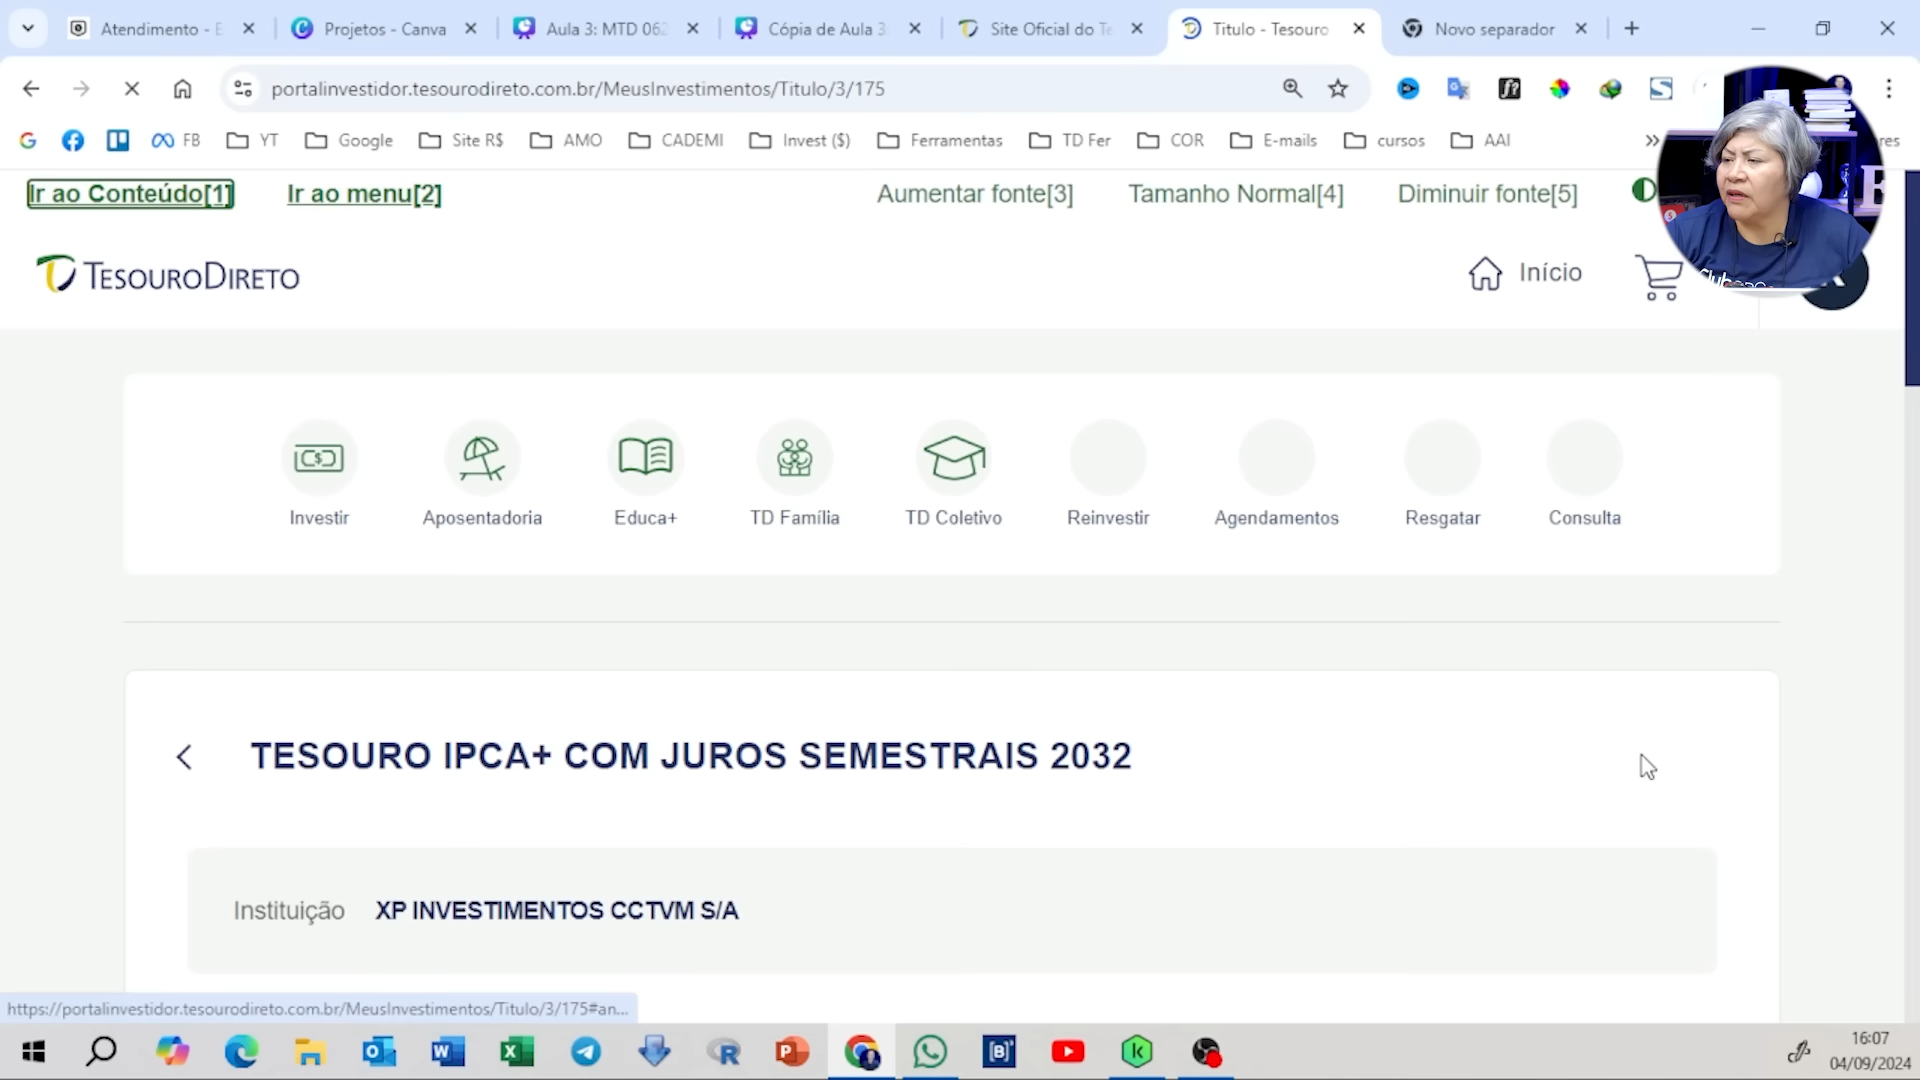 Atendimento - E
Projetos - Canva
Aula 3: MTD 062
Cópia de Aula 3:
Site Oficial do Te
Titulo - Tesouro
Novo separador
portalinvestidor.tesourodireto.com.br/MeusInvestimentos/Titulo/3/175
FB
YT
Google
Site R$
AMO
CADEMI
Invest ($)
Ferramentas
TD Fer
COR
E-mails
cursos
AAI
Ir ao Conteúdo[1]
Ir ao menu[2]
Aumentar fonte[3]
Tamanho Normal[4]
Diminuir fonte[5]
TESOURODIRETO
Início
Investir
Aposentadoria
Educa+
TD Família
TD Coletivo
Reinvestir
Agendamentos
Resgatar
Consulta
TESOURO IPCA+ COM JUROS SEMESTRAIS 2032
Instituição XP INVESTIMENTOS CCTVM S/A
https://portalinvestidor.tesourodireto.com.br/MeusInvestimentos/Titulo/3/175#an...
16:07
04/09/2024